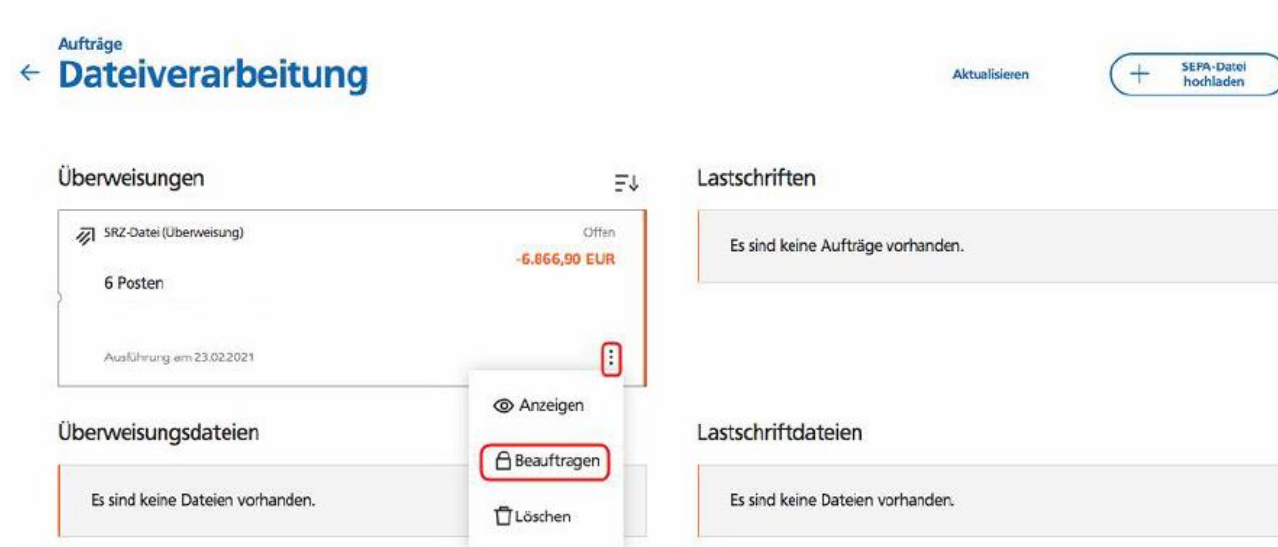 Aufträge
Dateiverarbeitung
Aktualisieren
SEPA-Datei
hochladen
Überweisungen
SRZ-Datei (Überweisung)
Offen
-6.866,90 EUR
6 Posten
Ausführung am 23.02.2021
Lastschriften
Es sind keine Aufträge vorhanden.
Anzeigen
Beauftragen
Löschen
Überweisungsdateien
Es sind keine Dateien vorhanden.
Lastschriftdateien
Es sind keine Dateien vorhanden.